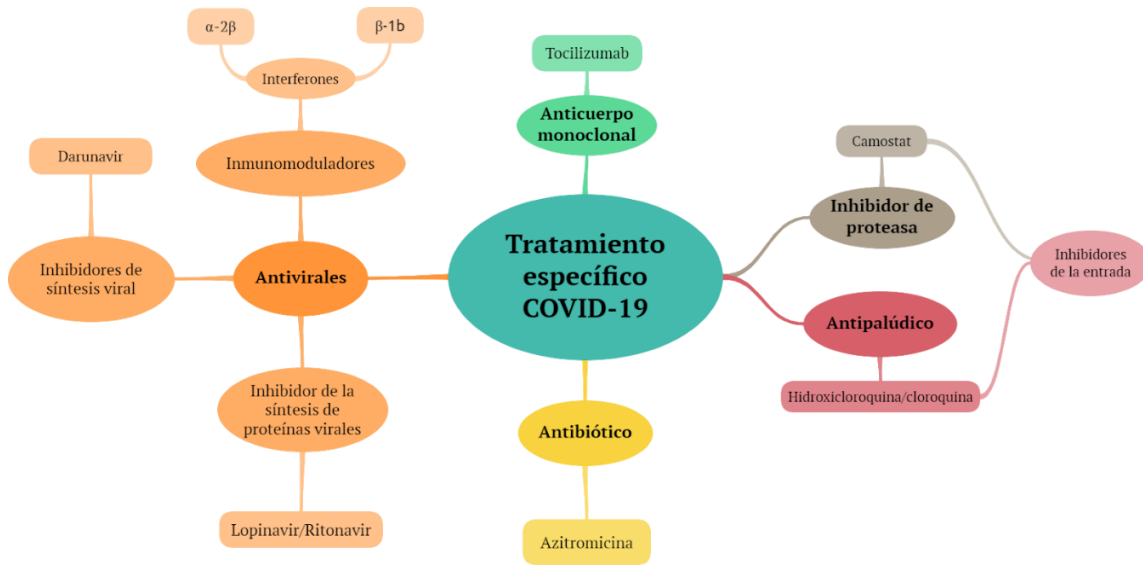 α-2β
β-1b
Interferones
Inmunomoduladores
Darunavir
Inhibidores de
síntesis viral
Antivirales
Inhibidor de la
síntesis de
proteínas virales
Lopinavir/Ritonavir
Tocilizumab
Anticuerpo
monoclonal
Tratamiento
específico
COVID-19
Antibiótico
Azitromicina
Camostat
Inhibidor de
proteasa
Inhibidores
de la entrada
Antipalúdico
Hidroxicloroquina/cloroquina